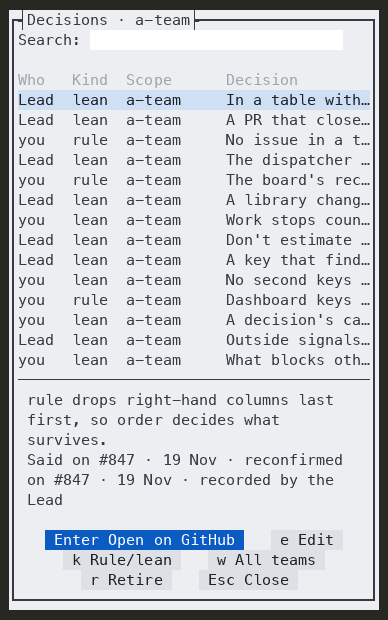 Decisions · a-team
Search:
Who Kind Scope Decision
Lead lean a-team In a table with…
Lead lean a-team A PR that close…
you rule a-team No issue in a t…
Lead lean a-team The dispatcher …
you rule a-team The board's rec…
Lead lean a-team A library chang…
you lean a-team Work stops coun…
Lead lean a-team Don't estimate …
Lead lean a-team A key that find…
you lean a-team No second keys …
you rule a-team Dashboard keys …
you lean a-team A decision's ca…
Lead lean a-team Outside signals…
you lean a-team What blocks oth…
rule drops right-hand columns last
first, so order decides what
survives.
Said on #847 · 19 Nov · reconfirmed
on #847 · 19 Nov · recorded by the
Lead
Enter Open on GitHub e Edit
k Rule/lean w All teams
r Retire Esc Close